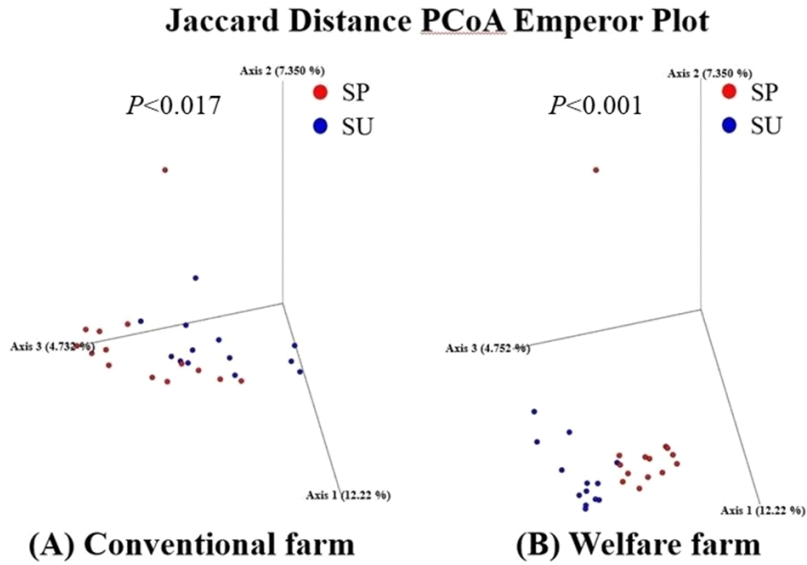 Jaccard Distance PCoA Emperor Plot
Axis 2 (7.350 %)
P<0.017
SP
SU
Axis 3 (4.732 %)
Axis 1 (12.22 %)
(A) Conventional farm
Axis 2 (7.350 %)
P<0.001
SP
SU
Axis 3 (4.752 %)
Axis 1 (12.22 %)
(B) Welfare farm